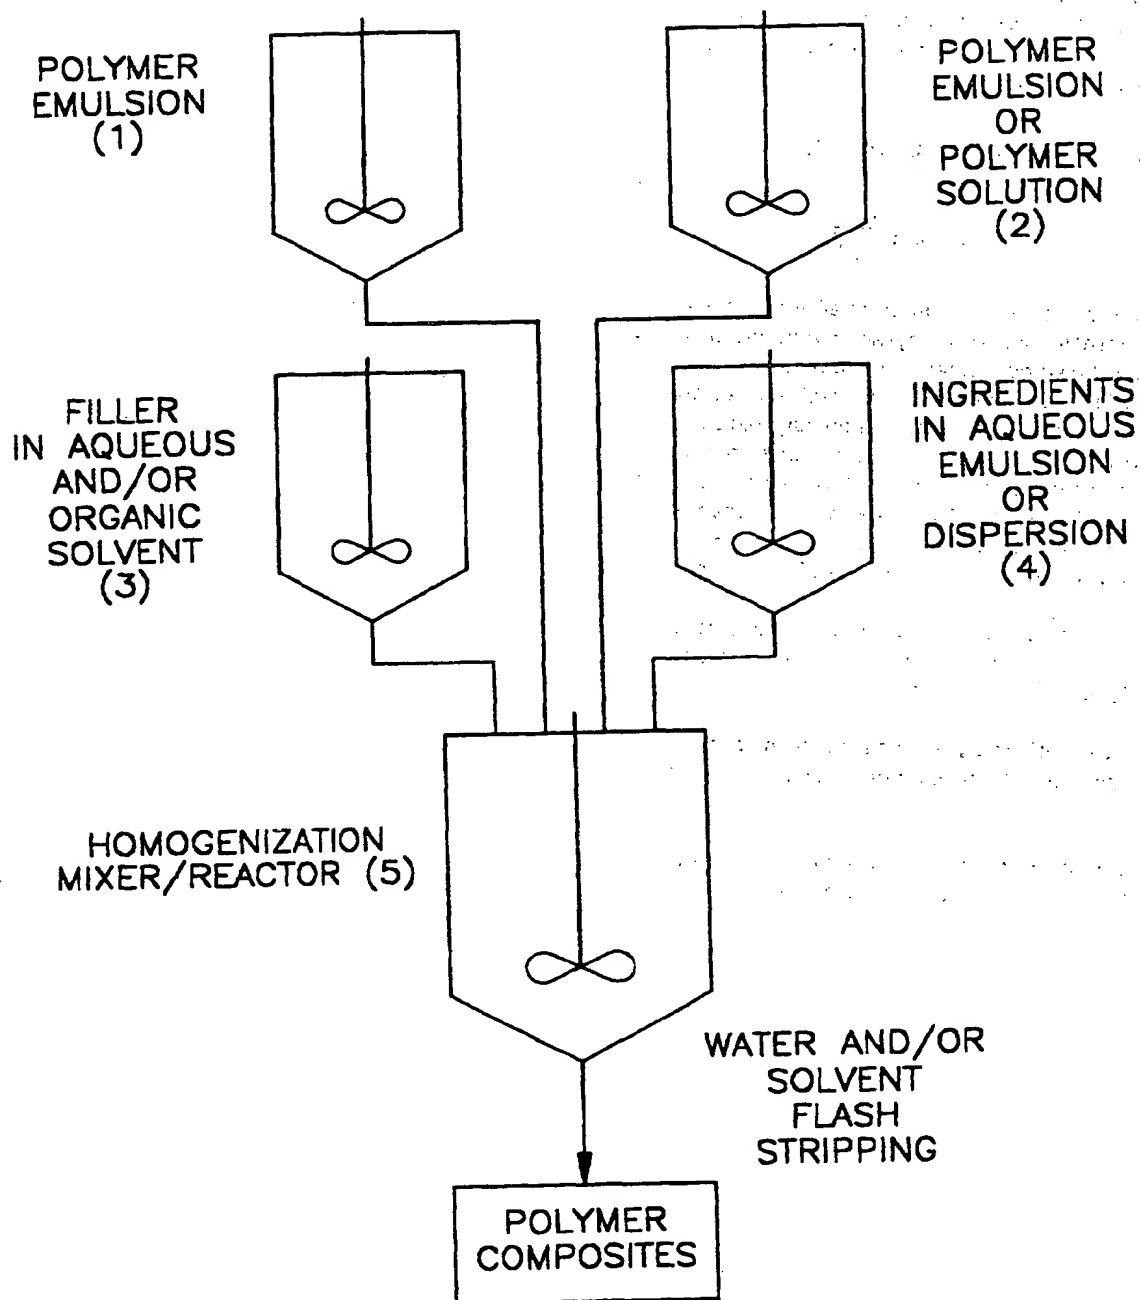 POLYMER
EMULSION
(1)
POLYMER
EMULSION
OR
POLYMER
SOLUTION
(2)
FILLER
IN AQUEOUS
AND/OR
ORGANIC
SOLVENT
(3)
INGREDIENTS
IN AQUEOUS
EMULSION
OR
DISPERSION
(4)
HOMOGENIZATION
MIXER/REACTOR (5)
WATER AND/OR
SOLVENT
FLASH
STRIPPING
POLYMER
COMPOSITES